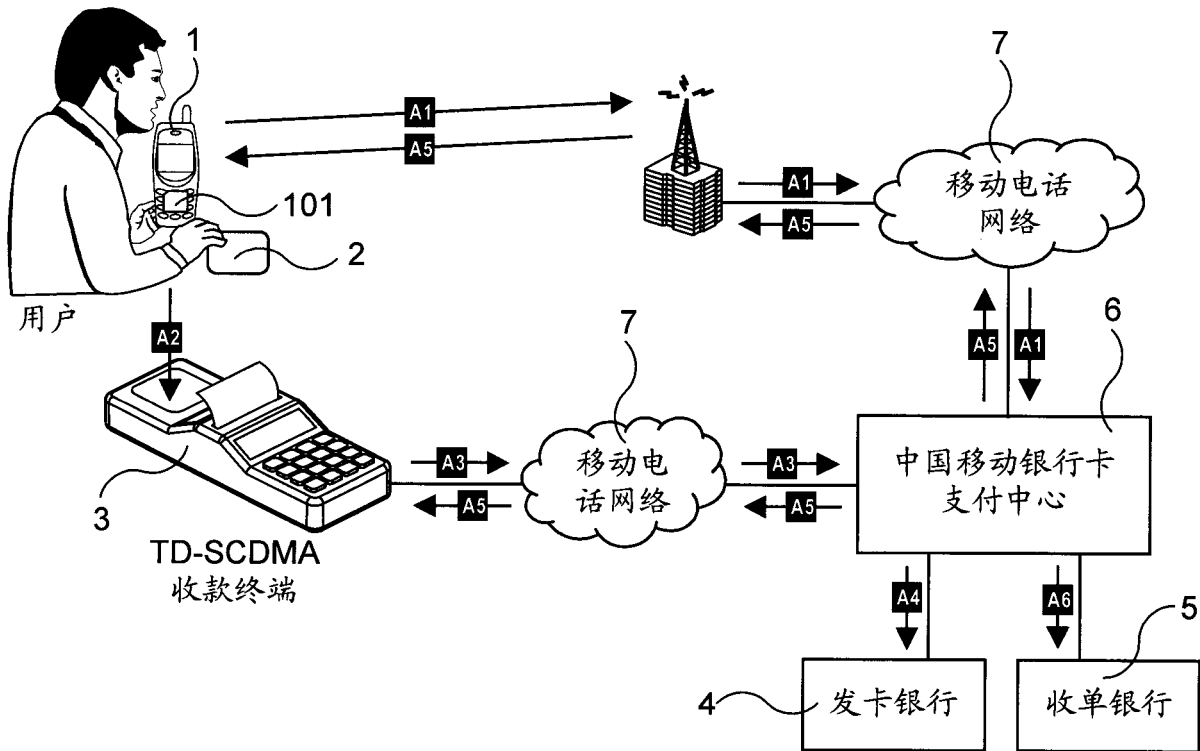 1
7
A1
A5
移动电话
网络
A1
A5
101
2
用户
A2
7
A5
A1
6
移动电
话网络
A3
A5
A3
A5
中国移动银行卡
支付中心
3
TD-SCDMA
收款终端
A4
A6
5
4
发卡银行
收单银行